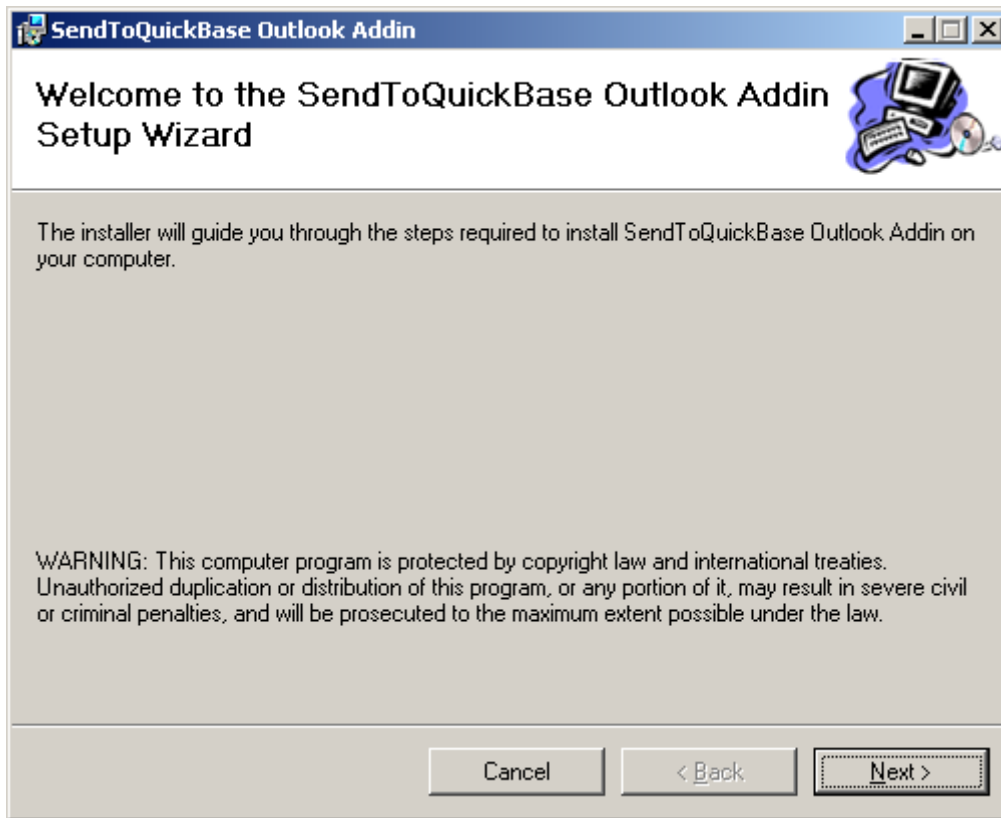 SendToQuickBase Outlook Addin
Welcome to the SendToQuickBase Outlook Addin
Setup Wizard
The installer will guide you through the steps required to install SendToQuickBase Outlook Addin on
your computer.
WARNING: This computer program is protected by copyright law and international treaties.
Unauthorized duplication or distribution of this program, or any portion of it, may result in severe civil
or criminal penalties, and will be prosecuted to the maximum extent possible under the law.
Cancel < Back Next >